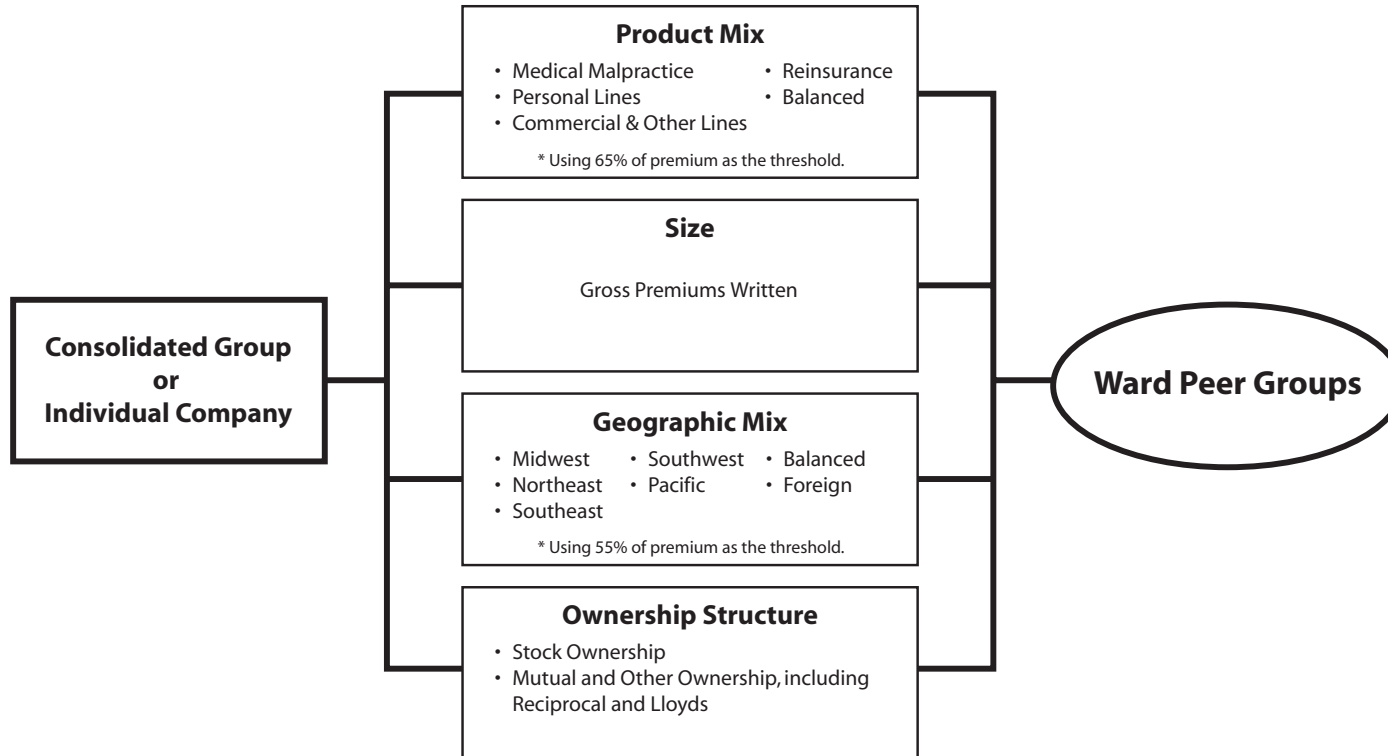 Product Mix
• Medical Malpractice
• Personal Lines
• Commercial & Other Lines
• Reinsurance
• Balanced
* Using 65% of premium as the threshold.
Size
Gross Premiums Written
Consolidated Group
or
Individual Company
Ward Peer Groups
Geographic Mix
• Midwest
• Northeast
• Southeast
• Southwest
• Pacific
• Balanced
• Foreign
* Using 55% of premium as the threshold.
Ownership Structure
• Stock Ownership
• Mutual and Other Ownership, including
Reciprocal and Lloyds